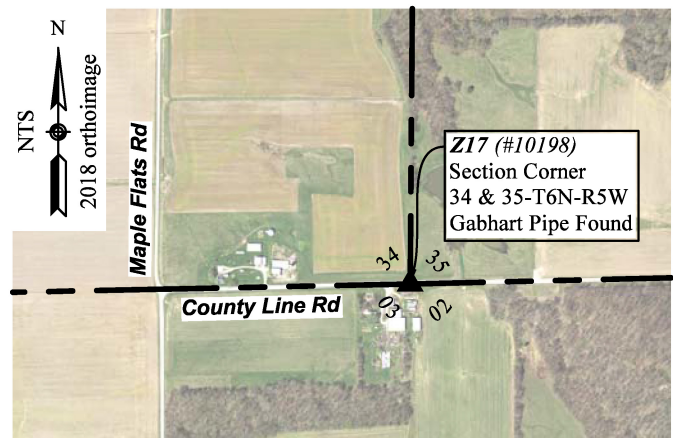 N
NTS
2018 orthoimage
Maple Flats Rd
Z17 (#10198)
Section Corner
34 & 35-T6N-R5W
Gabhart Pipe Found
34
35
County Line Rd
03
02